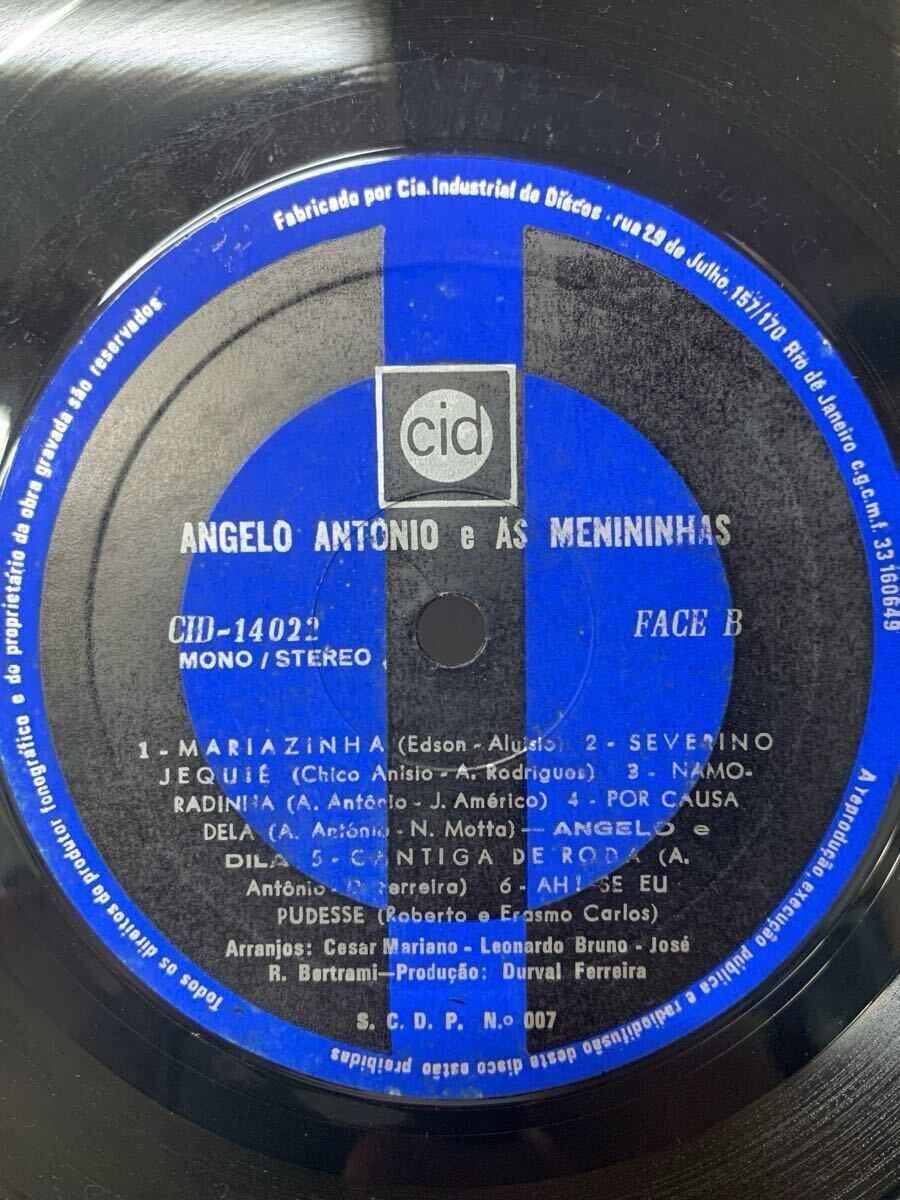 Fabricado por Cia. Industrial de Discos - rua 29 de Julho, 157/170. Rio de Janeiro c.g.c.m.f. 33160649
cid
ANGELO ANTONIO e AS MENININHAS
CID-14022 FACE B
MONO / STEREO
1 - MARIAZINHA (Edson - Aluisio) 2 - SEVERINO
JEQUIÉ (Chico Anisio - A. Rodrigues) 3 - NAMO-
RADINHA (A. Antônio - J. Américo) 4 - POR CAUSA
DELA (A. Antônio - N. Motta) — ANGELO e
DILA 5 - CANTIGA DE RODA (A.
Antônio - Ferreira) 6 - AH! SE EU
PUDESSE (Roberto e Erasmo Carlos)
Arranjos: Cesar Mariano - Leonardo Bruno - José
R. Bertrami — Produção: Durval Ferreira
S. C. D. P. N.o 007
Todos os direitos do produtor fonográfico e do proprietário da obra gravada são reservados
A reprodução, execução pública e radiodifusão deste disco estão proibidas